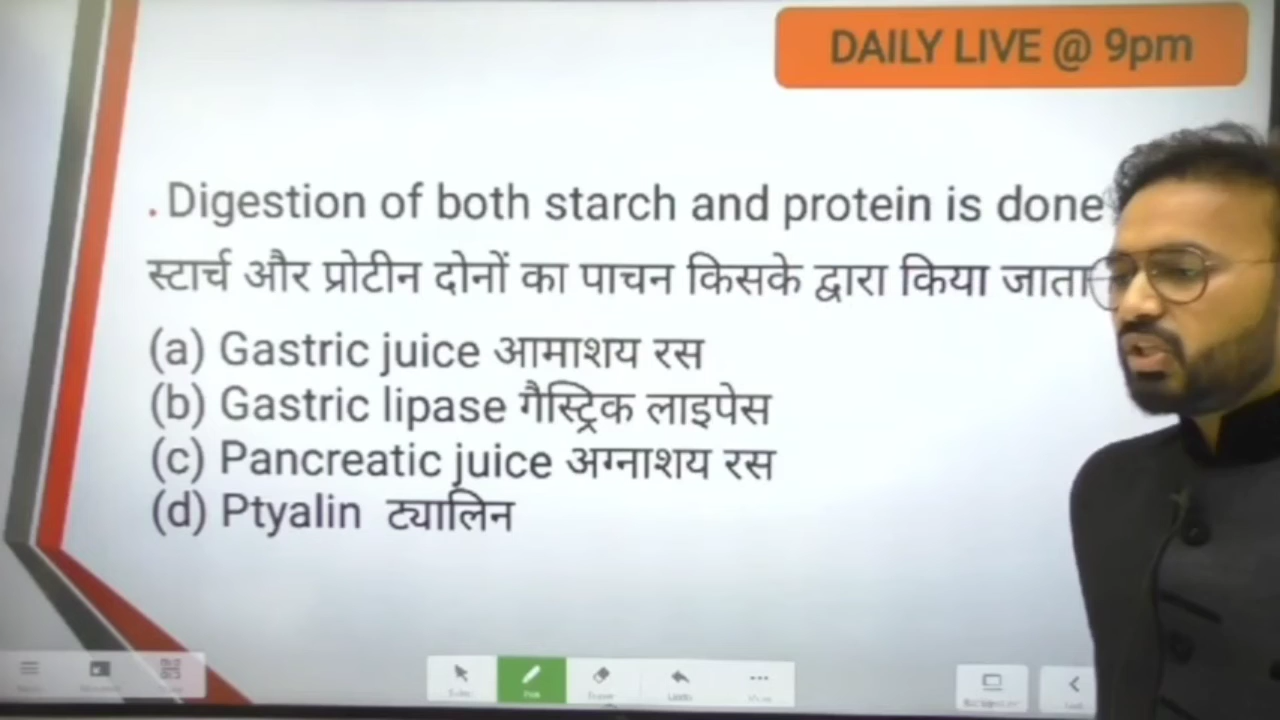 DAILY LIVE @ 9pm
. Digestion of both starch and protein is done
स्टार्च और प्रोटीन दोनों का पाचन किसके द्वारा किया जाता
(a) Gastric juice आमाशय रस
(b) Gastric lipase गैस्ट्रिक लाइपेस
(c) Pancreatic juice अग्नाशय रस
(d) Ptyalin ट्यालिन